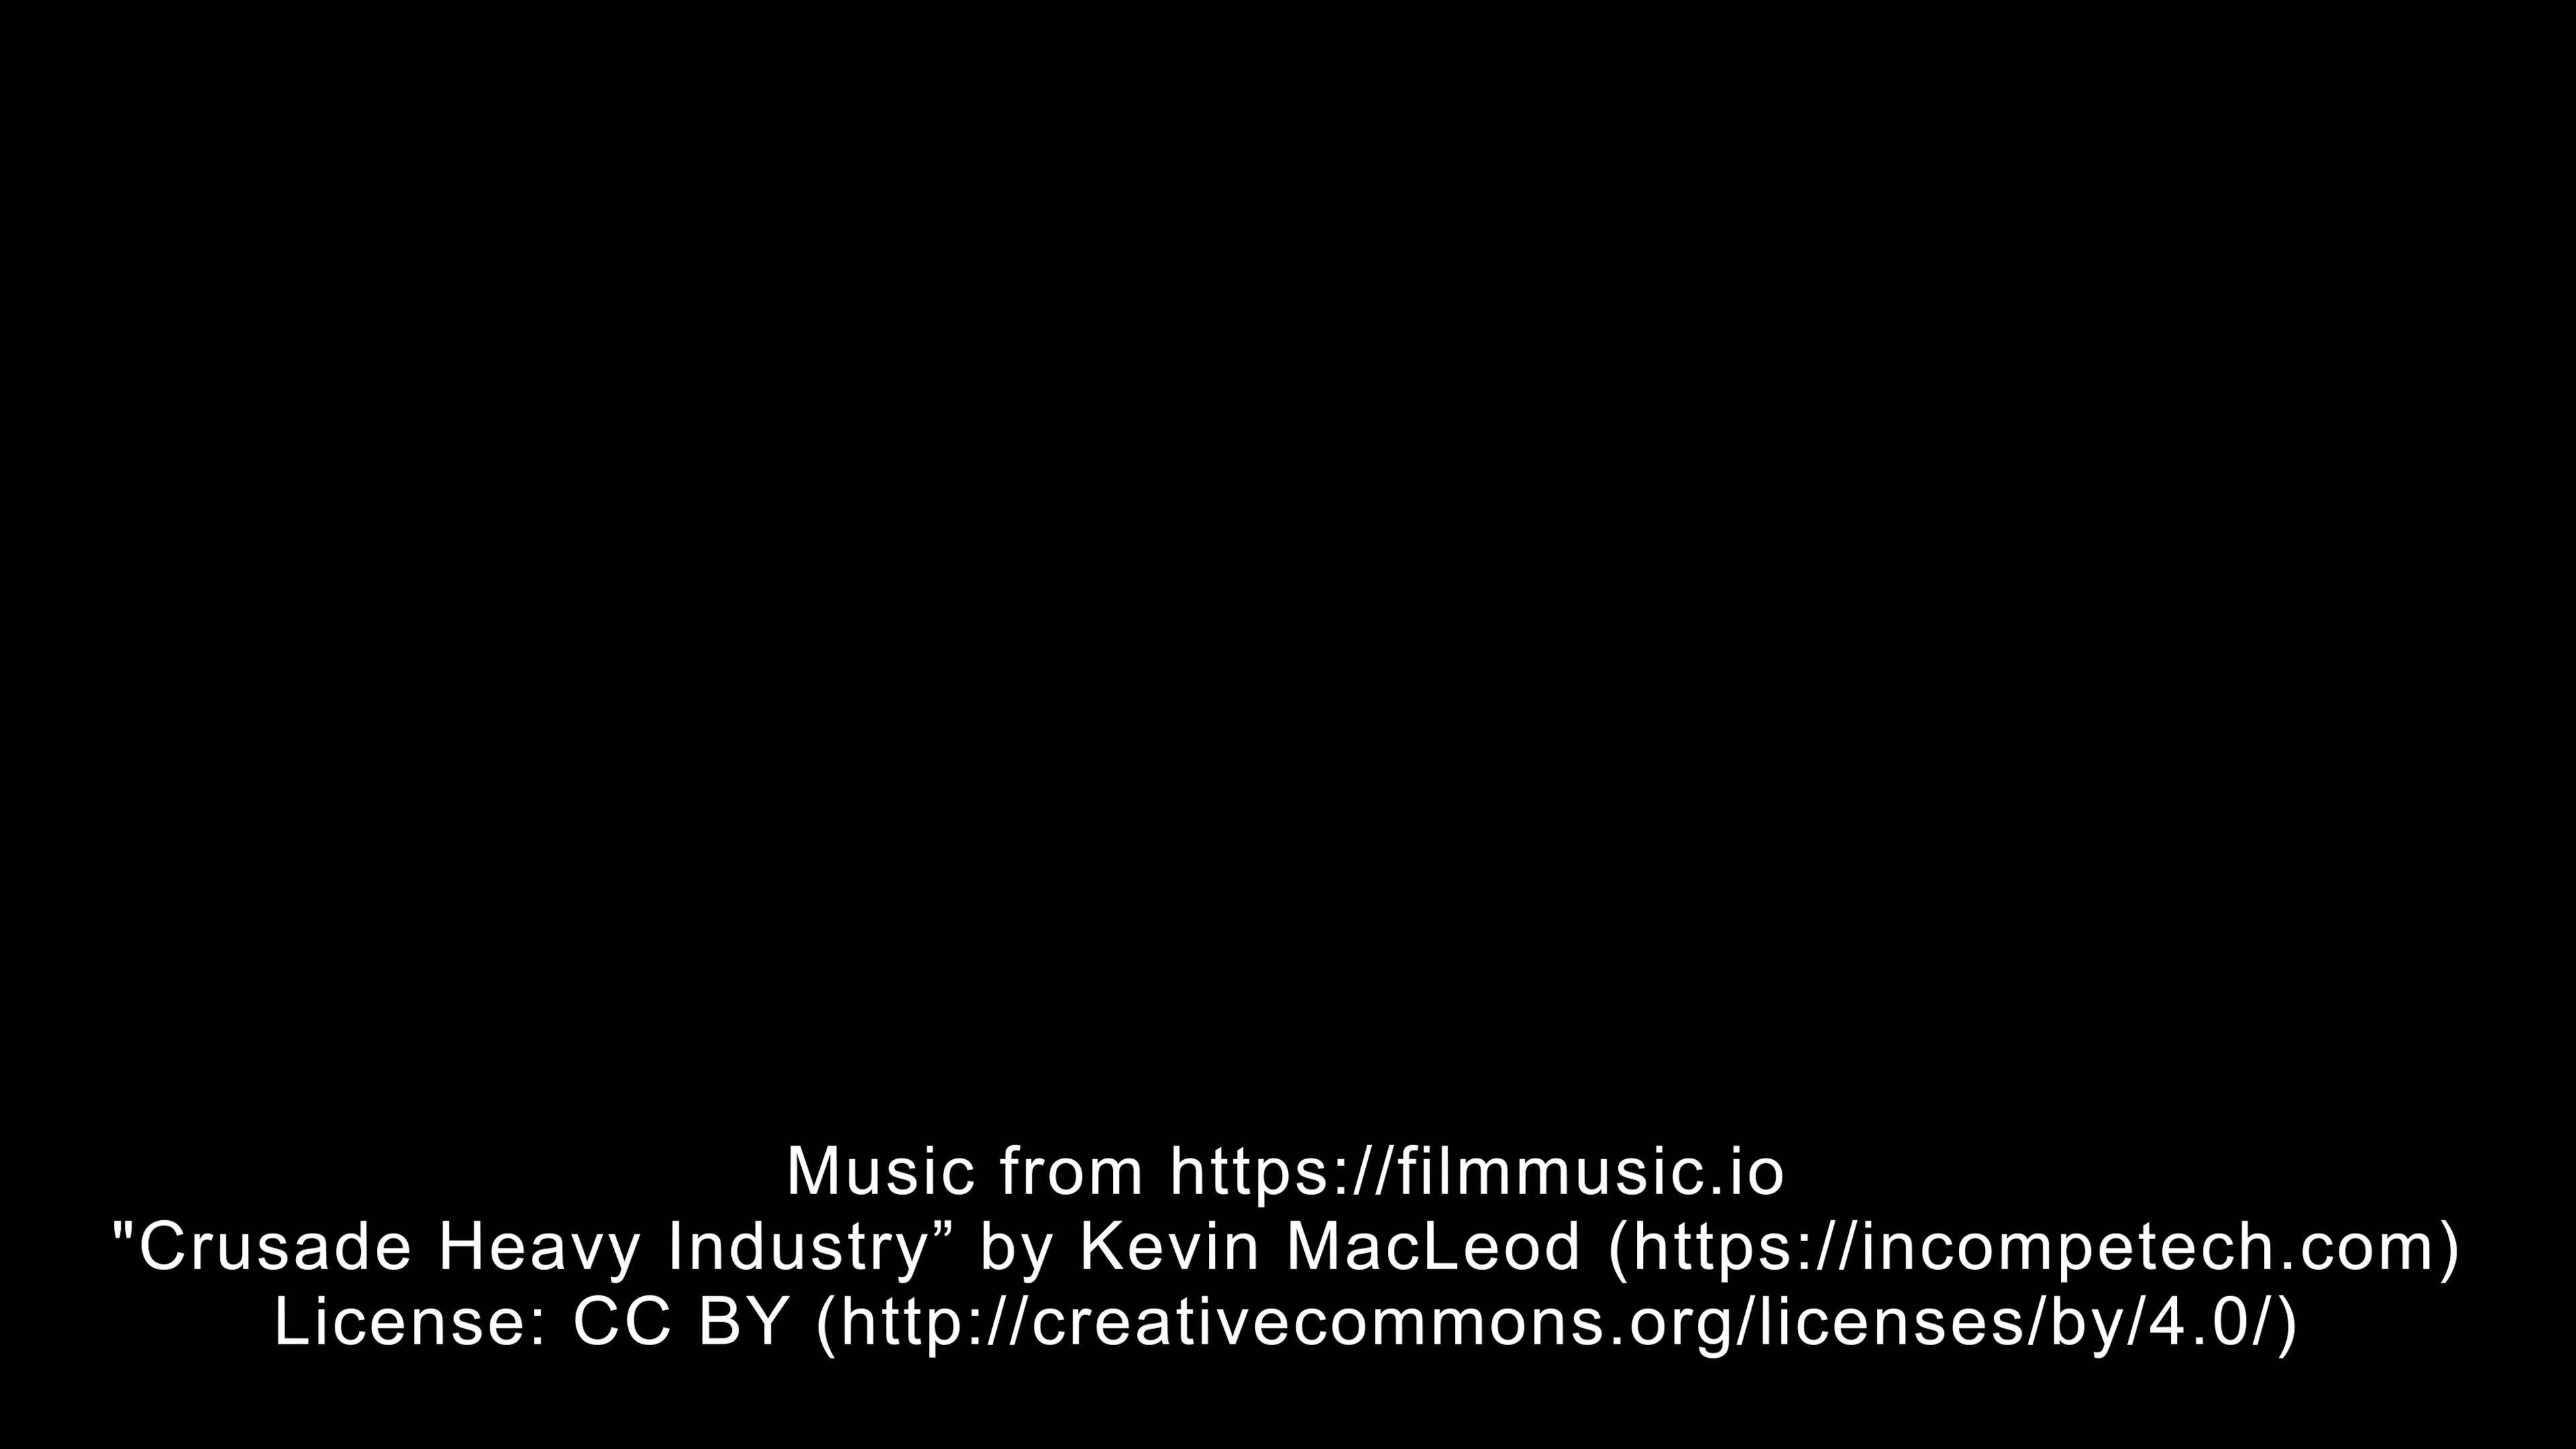 Music from https://filmmusic.io
"Crusade Heavy Industry” by Kevin MacLeod (https://incompetech.com)
License: CC BY (http://creativecommons.org/licenses/by/4.0/)